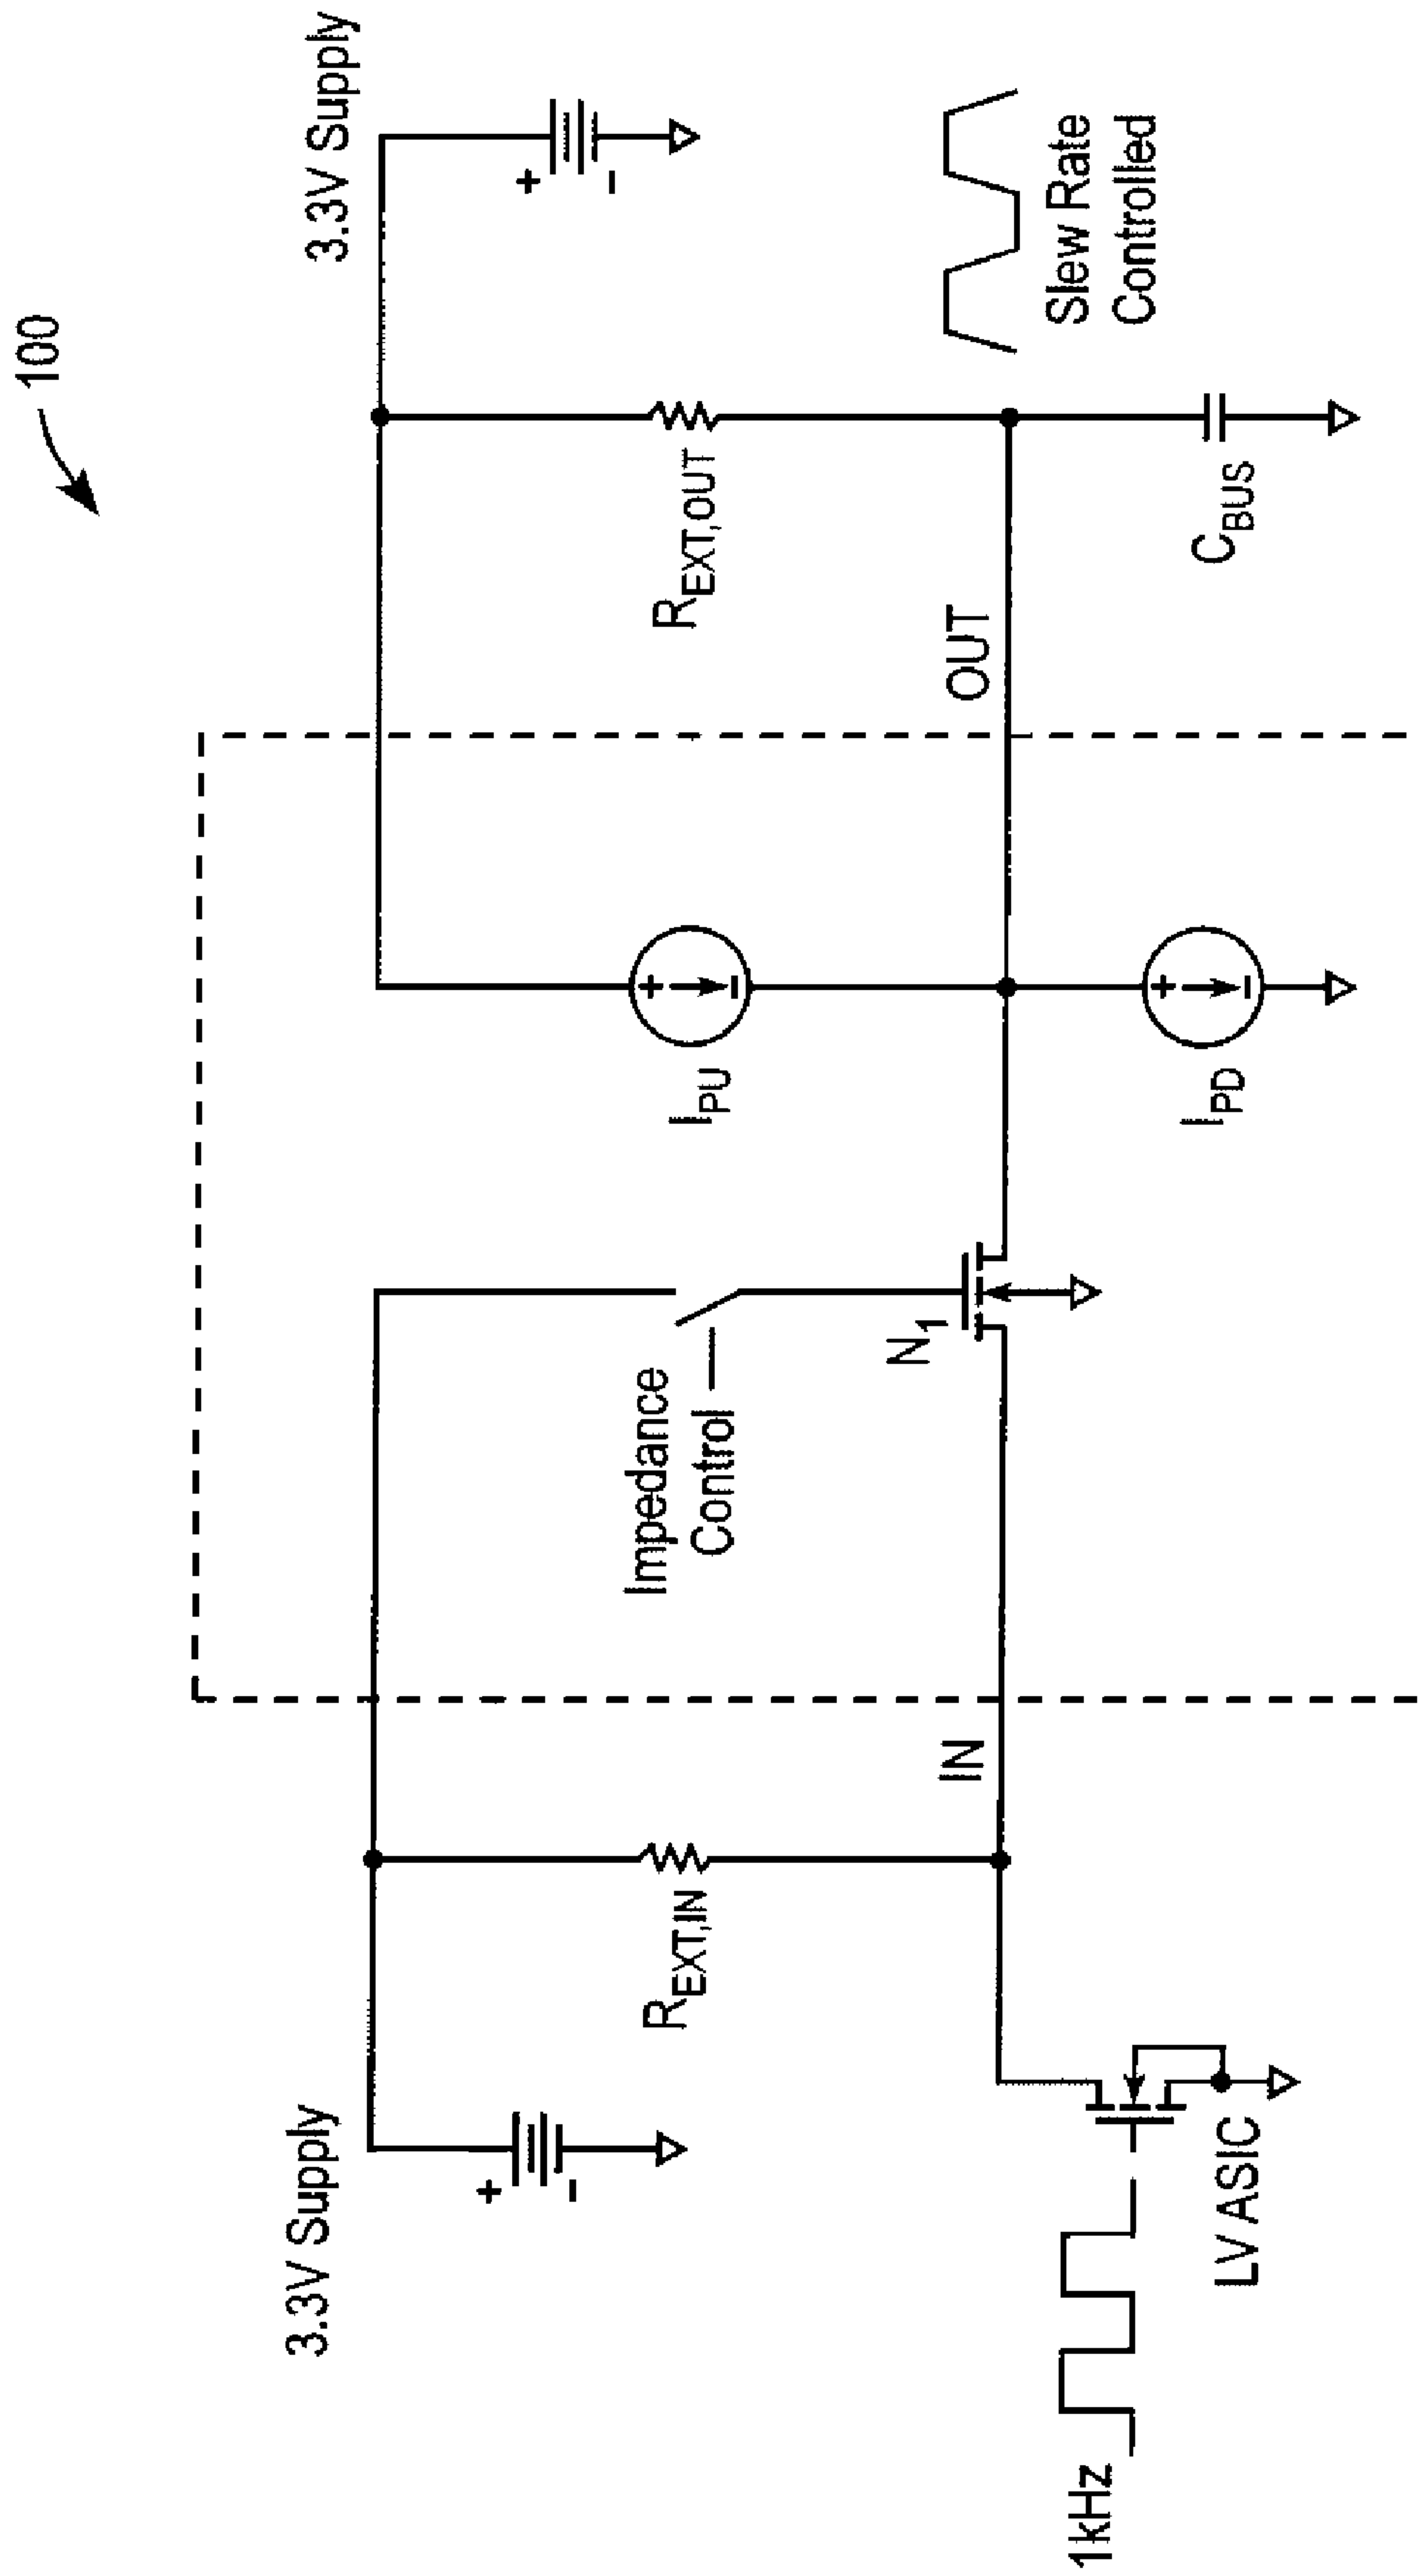 100
3.3V Supply
3.3V Supply
R_EXT,IN
Impedance
Control
I_PU
R_EXT,OUT
+
-
+
-
+
-
IN
N_1
OUT
1kHz
LV ASIC
+
-
I_PD
C_BUS
Slew Rate
Controlled